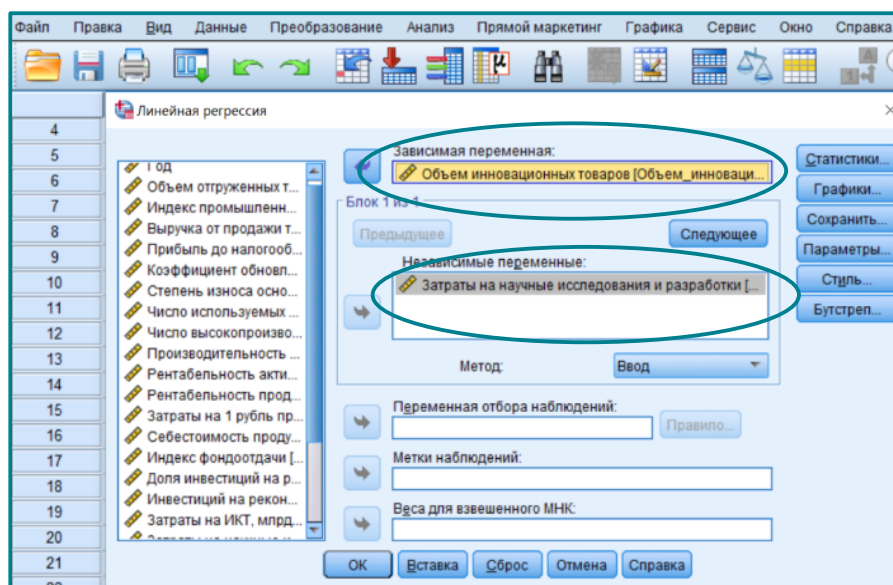 Файл Правка Вид Данные Преобразование Анализ Прямой маркетинг Графика Сервис Окно Справка
Линейная регрессия
4
5
6
7
8
9
10
11
12
13
14
15
16
17
18
19
20
21
Год
Объем отгруженных т...
Индекс промышленн...
Выручка от продажи т...
Прибыль до налогооб...
Коэффициент обновл...
Степень износа осно...
Число используемых ...
Число высокопроизво...
Производительность ...
Рентабельность акти...
Рентабельность прод...
Затраты на 1 рубль пр...
Себестоимость проду...
Индекс фондоотдачи [...
Доля инвестиций на р...
Инвестиций на рекон...
Затраты на ИКТ, млрд...
Зависимая переменная:
Объем инновационных товаров [Объем_инноваци...
Блок 1 из 1
Предыдущее Следующее
Независимые переменные:
Затраты на научные исследования и разработки [...
Метод: Ввод
Переменная отбора наблюдений:
Правило...
Метки наблюдений:
Веса для взвешенного МНК:
Статистики...
Графики...
Сохранить...
Параметры...
Стиль...
Бутстреп...
ОК Вставка Сброс Отмена Справка